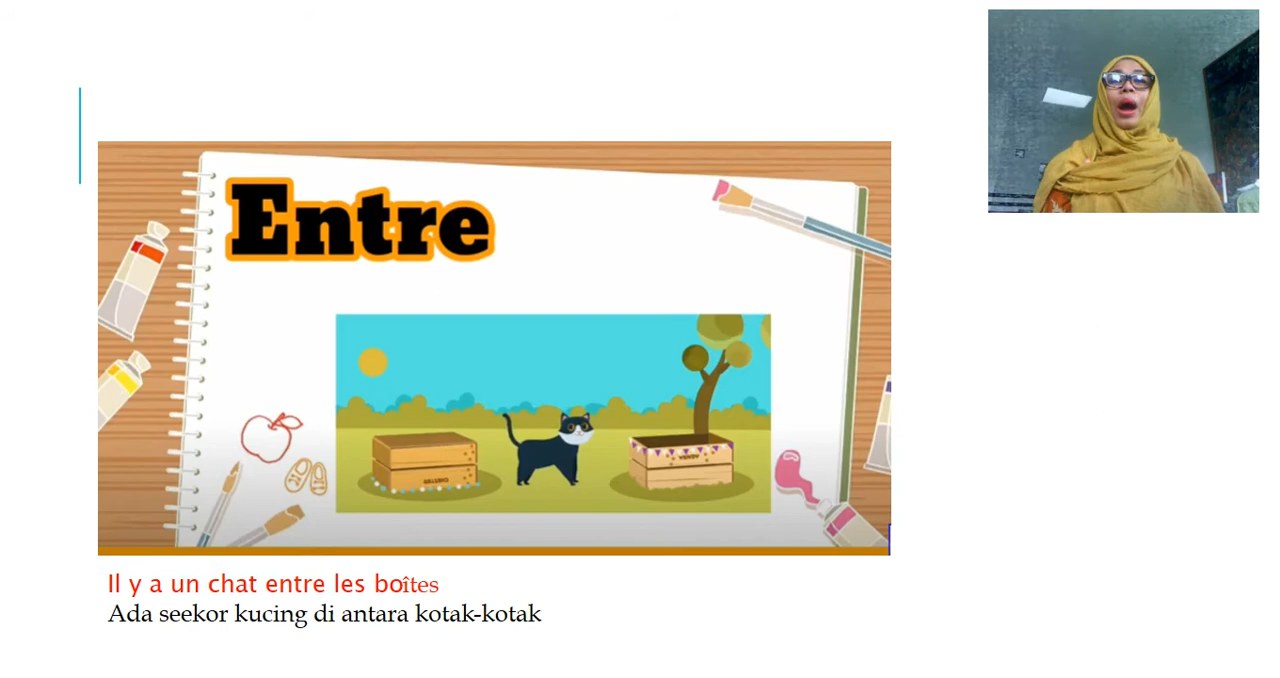 Entre
Il y a un chat entre les boîtes
Ada seekor kucing di antara kotak-kotak